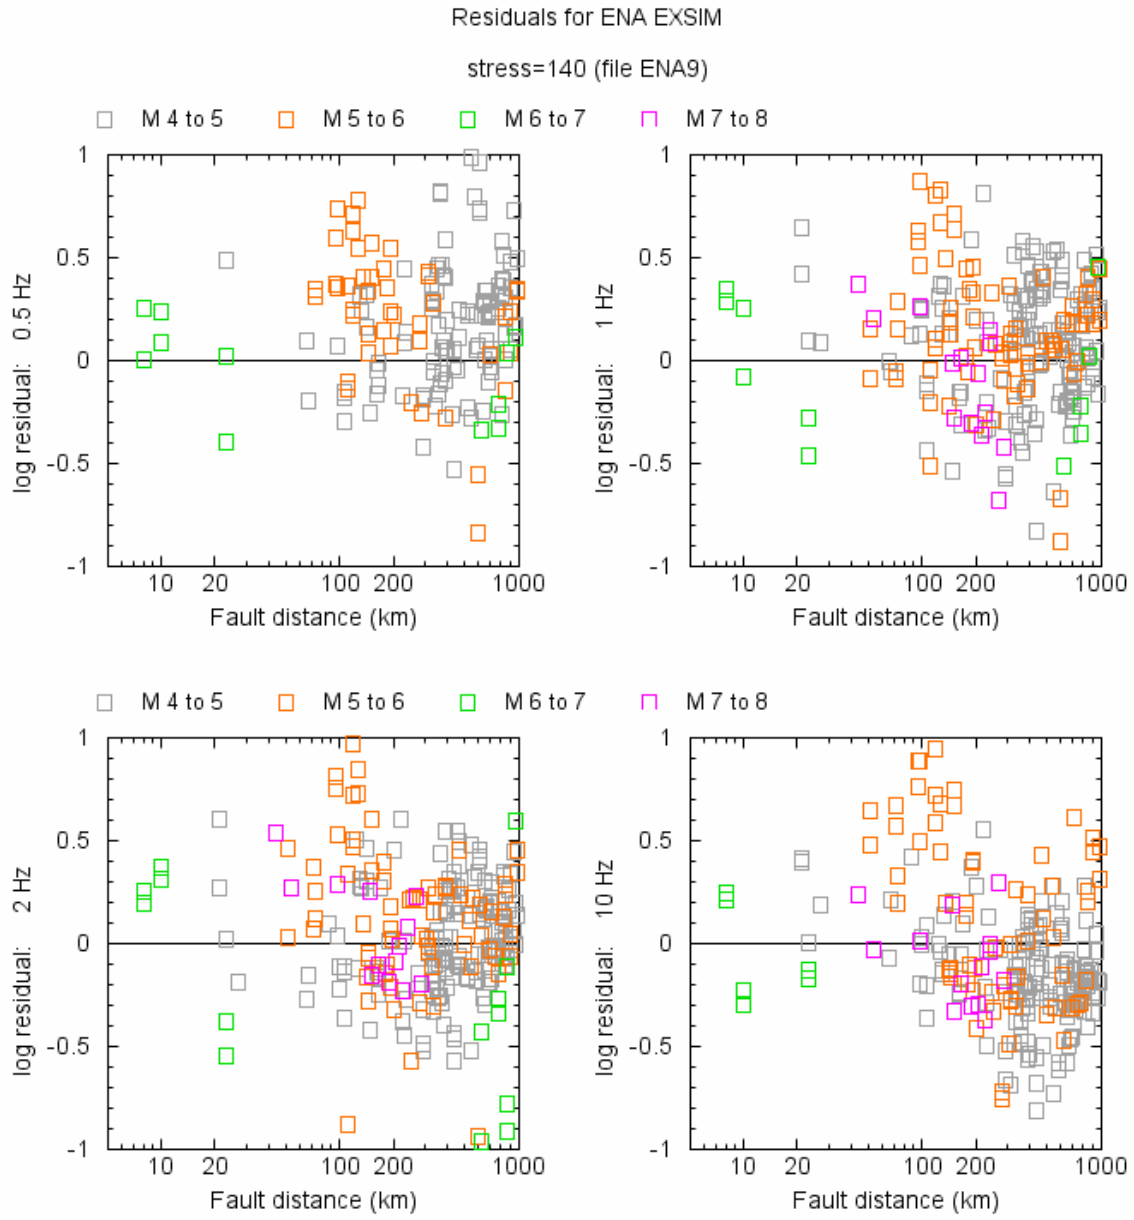 Residuals for ENA EXSIM
stress=140 (file ENA9)
M 4 to 5 M 5 to 6 M 6 to 7 M 7 to 8
1
0.5
0
-0.5
-1
log residual: 0.5 Hz
10 20 100 200 1000
Fault distance (km)
1
0.5
0
-0.5
-1
log residual: 1 Hz
10 20 100 200 1000
Fault distance (km)
M 4 to 5 M 5 to 6 M 6 to 7 M 7 to 8
1
0.5
0
-0.5
-1
log residual: 2 Hz
10 20 100 200 1000
Fault distance (km)
1
0.5
0
-0.5
-1
log residual: 10 Hz
10 20 100 200 1000
Fault distance (km)